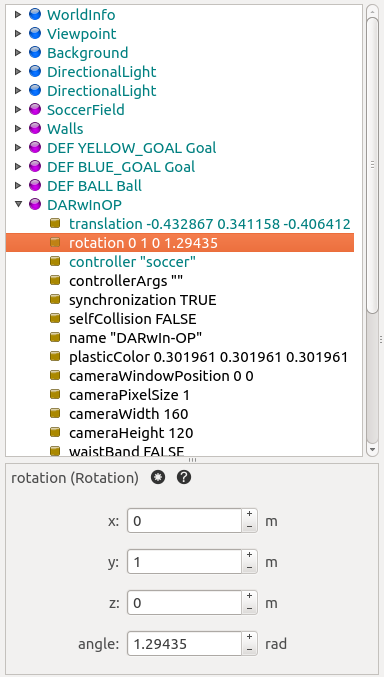 WorldInfo
Viewpoint
Background
DirectionalLight
DirectionalLight
SoccerField
Walls
DEF YELLOW_GOAL Goal
DEF BLUE_GOAL Goal
DEF BALL Ball
DARwInOP
translation -0.432867 0.341158 -0.406412
rotation 0 1 0 1.29435
controller "soccer"
controllerArgs ""
synchronization TRUE
selfCollision FALSE
name "DARwIn-OP"
plasticColor 0.301961 0.301961 0.301961
cameraWindowPosition 0 0
cameraPixelSize 1
cameraWidth 160
cameraHeight 120
waistBand FALSE
rotation (Rotation)
x: 0 m
y: 1 m
z: 0 m
angle: 1.29435 rad